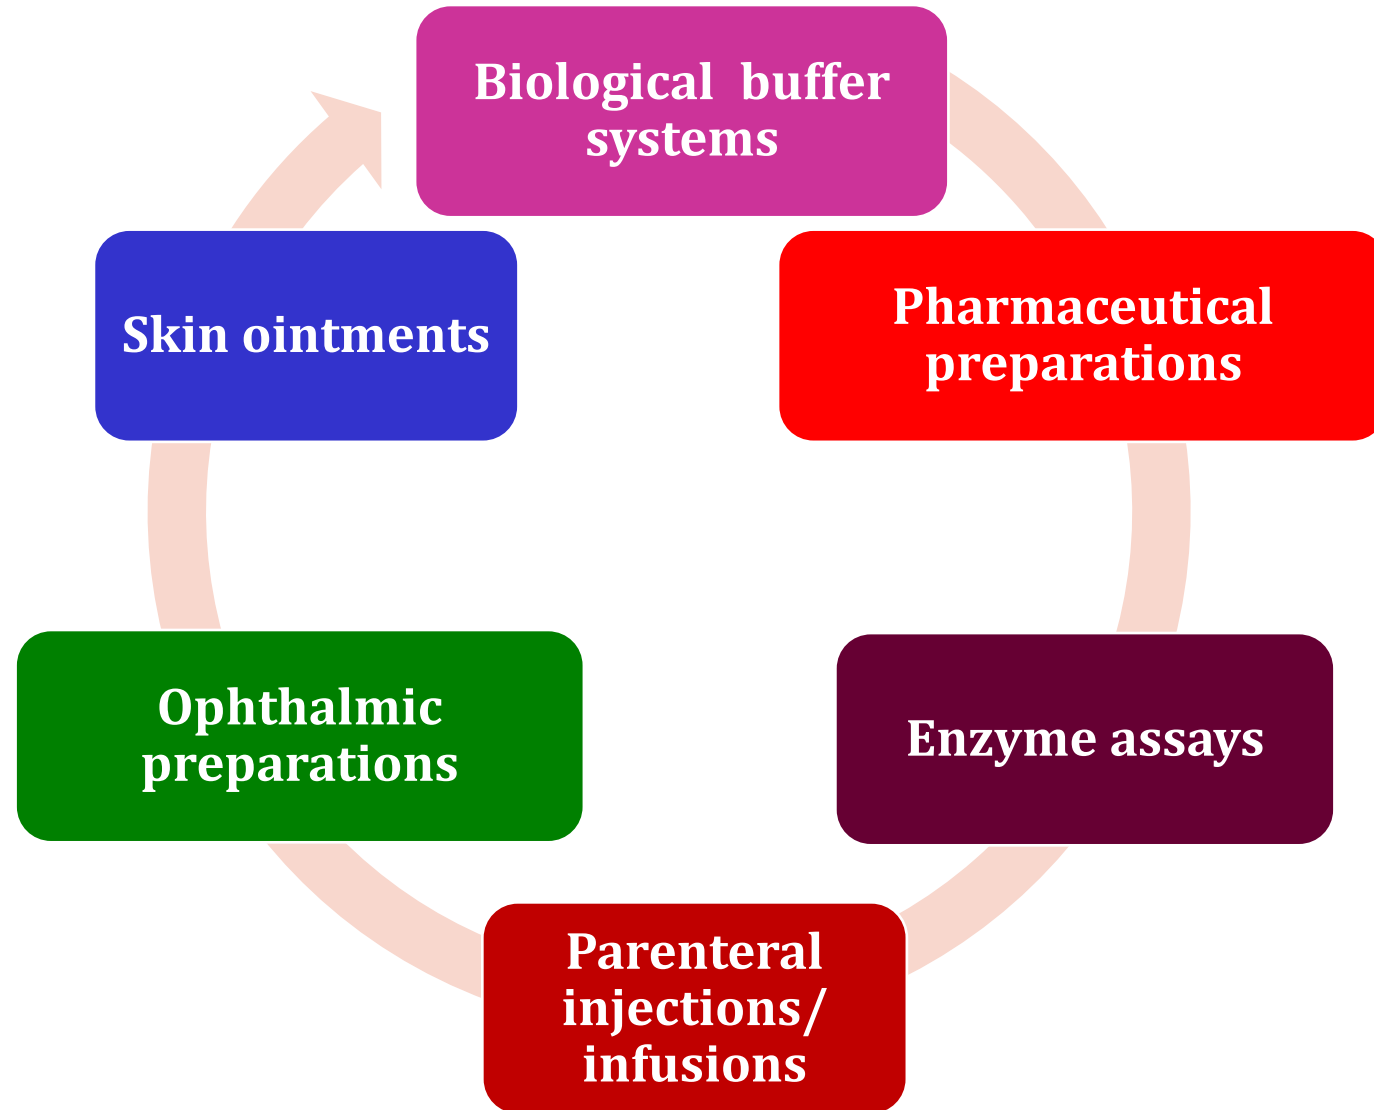 Biological  buffer
systems
Pharmaceutical
preparations
Enzyme assays
Parenteral
injections/
infusions
Ophthalmic
preparations
Skin ointments